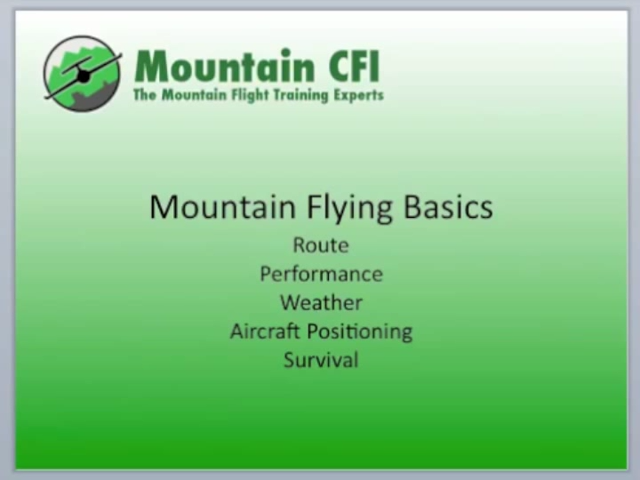 Mountain CFI
The Mountain Flight Training Experts
Mountain Flying Basics
Route
Performance
Weather
Aircraft Positioning
Survival